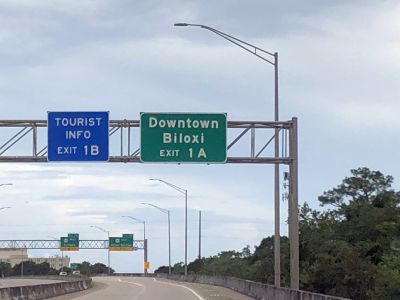 TOURIST
INFO
EXIT 1B
Downtown
Biloxi
EXIT 1A